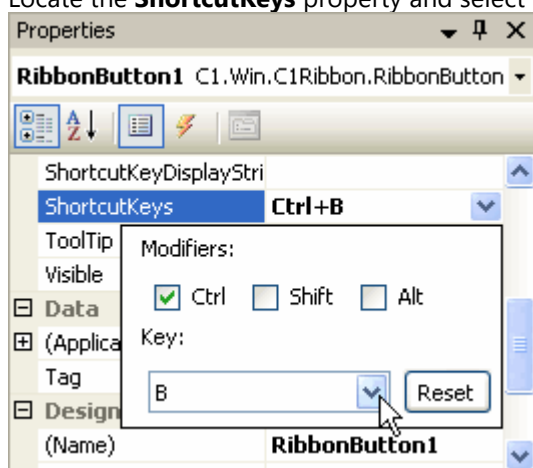 Locate the ShortcutKeys property and select
Properties
RibbonButton1 C1.Win.C1Ribbon.RibbonButton
ShortcutKeyDisplayStri
ShortcutKeys Ctrl+B
ToolTip
Visible
Modifiers:
Ctrl Shift Alt
Data
(Applica
Key:
Tag
B Reset
Design
(Name) RibbonButton1